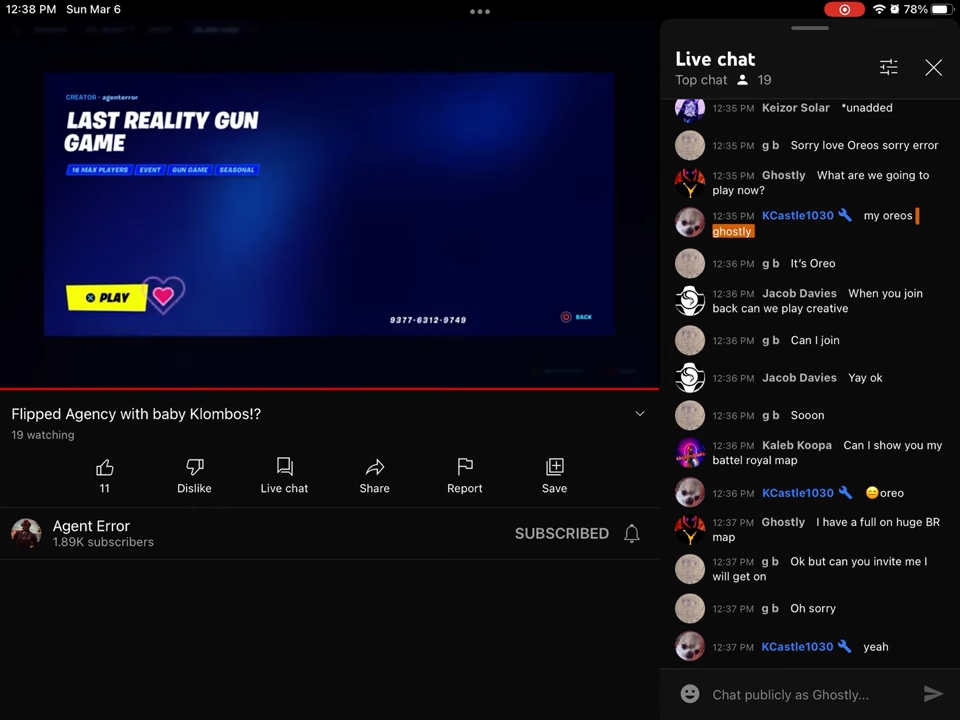 12:38 PM Sun Mar 6
78%
CREATOR - agenterror
LAST REALITY GUN
GAME
16 MAX PLAYERS EVENT GUN GAME SEASONAL
PLAY
9377-6312-9749
BACK
Flipped Agency with baby Klombos!?
19 watching
11
Dislike
Live chat
Share
Report
Save
Agent Error
1.89K subscribers
SUBSCRIBED
Live chat
Top chat 19
12:35 PM Keizor Solar *unadded
12:35 PM g b Sorry love Oreos sorry error
12:35 PM Ghostly What are we going to
play now?
12:35 PM KCastle1030 my oreos
ghostly
12:36 PM g b It's Oreo
12:36 PM Jacob Davies When you join
back can we play creative
12:36 PM g b Can I join
12:36 PM Jacob Davies Yay ok
12:36 PM g b Sooon
12:36 PM Kaleb Koopa Can I show you my
battel royal map
12:36 PM KCastle1030 😊oreo
12:37 PM Ghostly I have a full on huge BR
map
12:37 PM g b Ok but can you invite me I
will get on
12:37 PM g b Oh sorry
12:37 PM KCastle1030 yeah
Chat publicly as Ghostly...